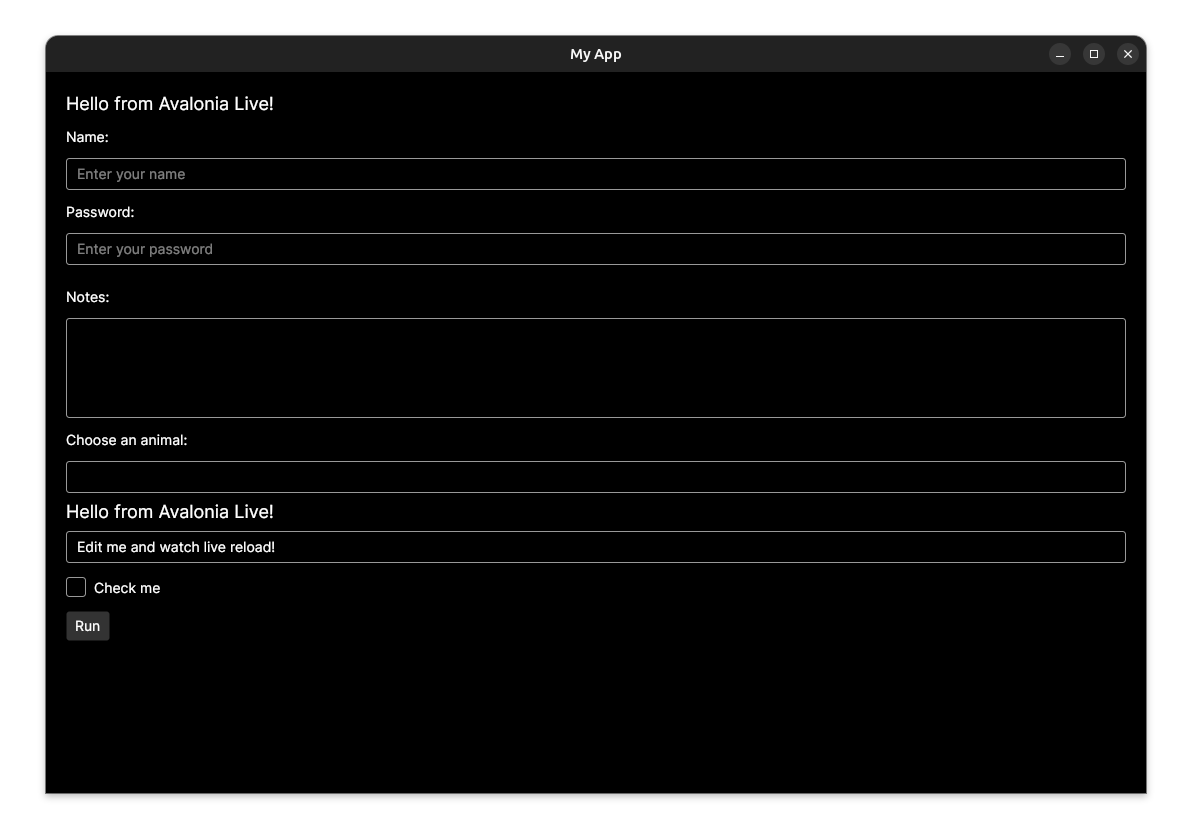 My App
Hello from Avalonia Live!
Name:
Enter your name
Password:
Enter your password
Notes:
Choose an animal:
Hello from Avalonia Live!
Edit me and watch live reload!
Check me
Run